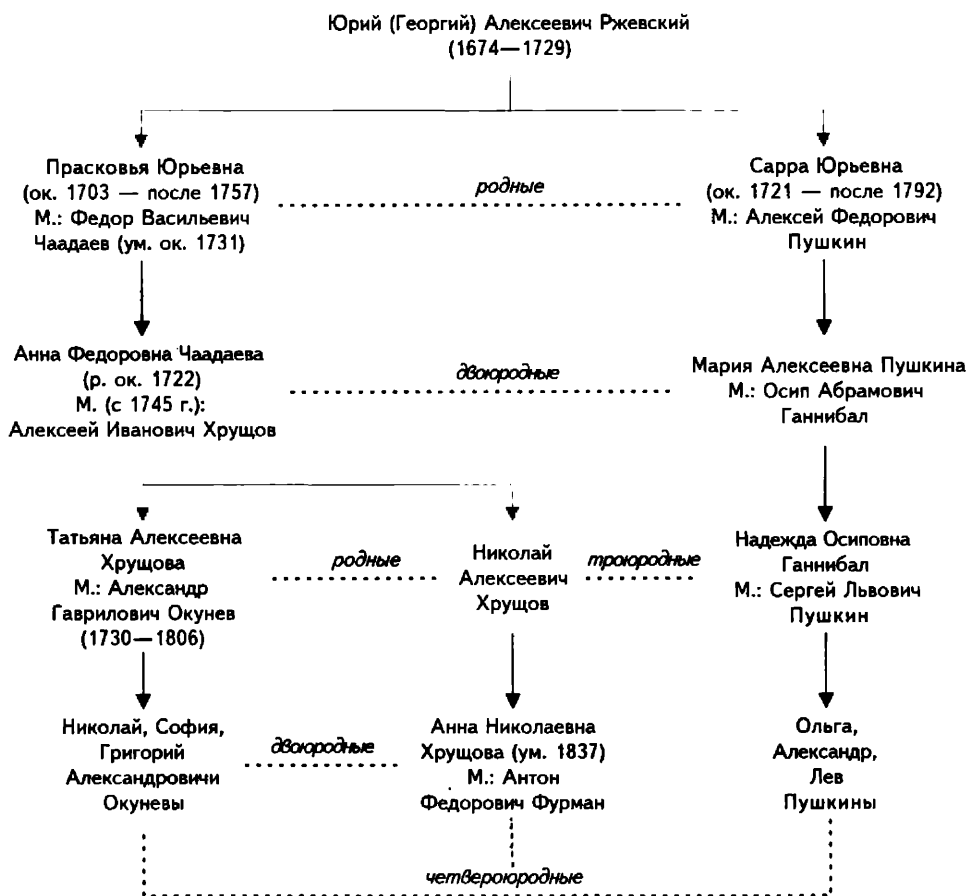 Юрий (Георгий) Алексеевич Ржевский
(1674—1729)
Прасковья Юрьевна
(ок. 1703 — после 1757)
М.: Федор Васильевич
Чаадаев (ум. ок. 1731)
родные
Сарра Юрьевна
(ок. 1721 — после 1792)
М.: Алексей Федорович
Пушкин
Анна Федоровна Чаадаева
(р. ок. 1722)
М. (с 1745 г.):
Алексеей Иванович Хрущов
двоюродные
Мария Алексеевна Пушкина
М.: Осип Абрамович
Ганнибал
Татьяна Алексеевна
Хрущова
М.: Александр
Гаврилович Окунев
(1730—1806)
родные
Николай
Алексеевич
Хрущов
троюродные
Надежда Осиповна
Ганнибал
М.: Сергей Львович
Пушкин
Николай, София,
Григорий
Александровичи
Окуневы
двоюродные
Анна Николаевна
Хрущова (ум. 1837)
М.: Антон
Федорович Фурман
Ольга,
Александр,
Лев
Пушкины
четвероюродные